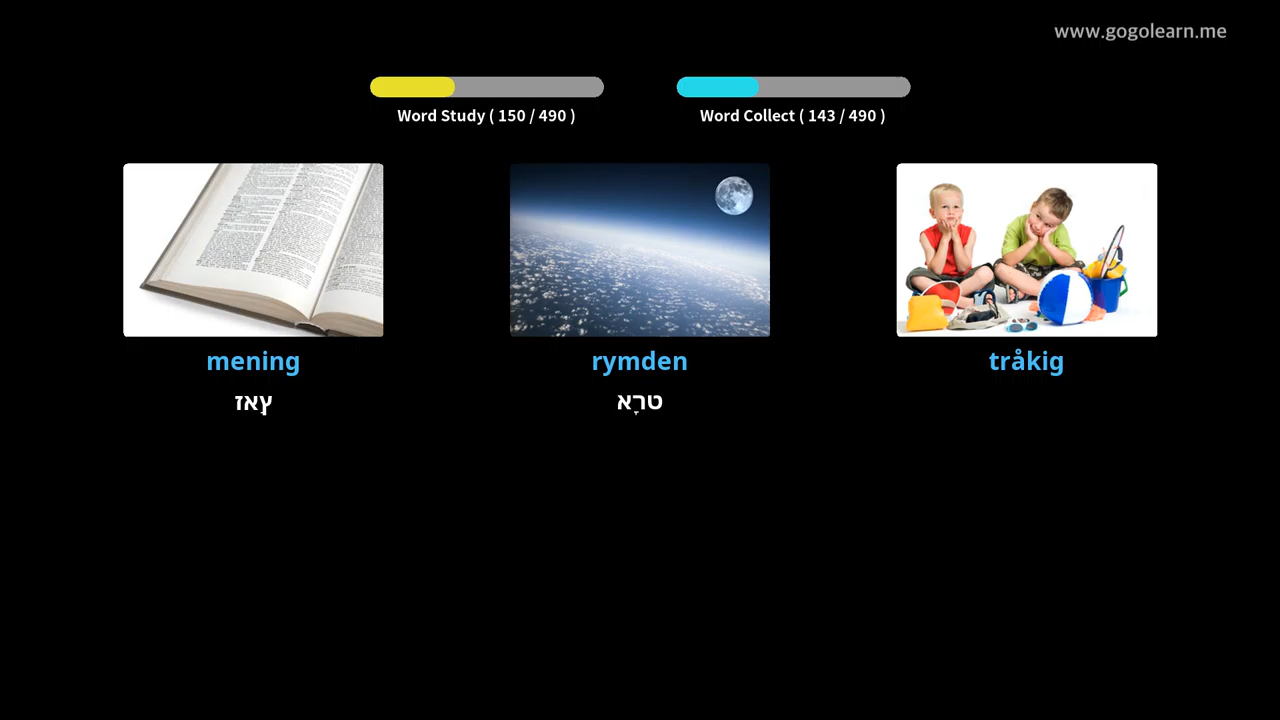 www.gogolearn.me
Word Study ( 150 / 490 )
Word Collect ( 143 / 490 )
mening
rymden
tråkig
ץַאז
טרָא